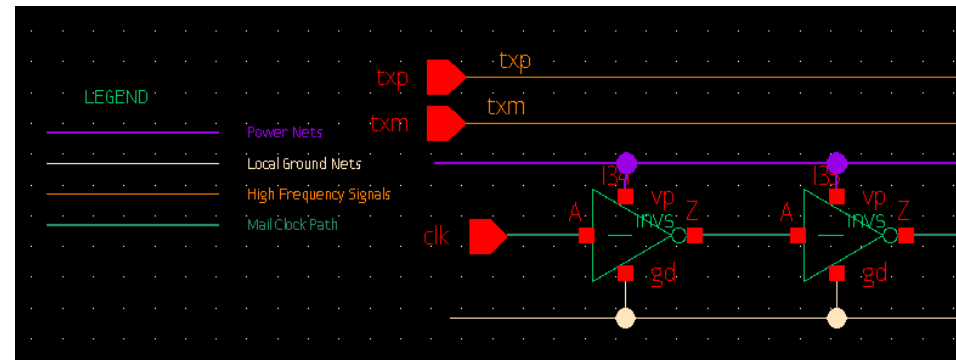 LEGEND
Power Nets
Local Ground Nets
High Frequency Signals
Mail Clock Path
txp
txp
txm
txm
clk
I34
vp
A
invs
Z
gd
vp
A
invs
Z
gd